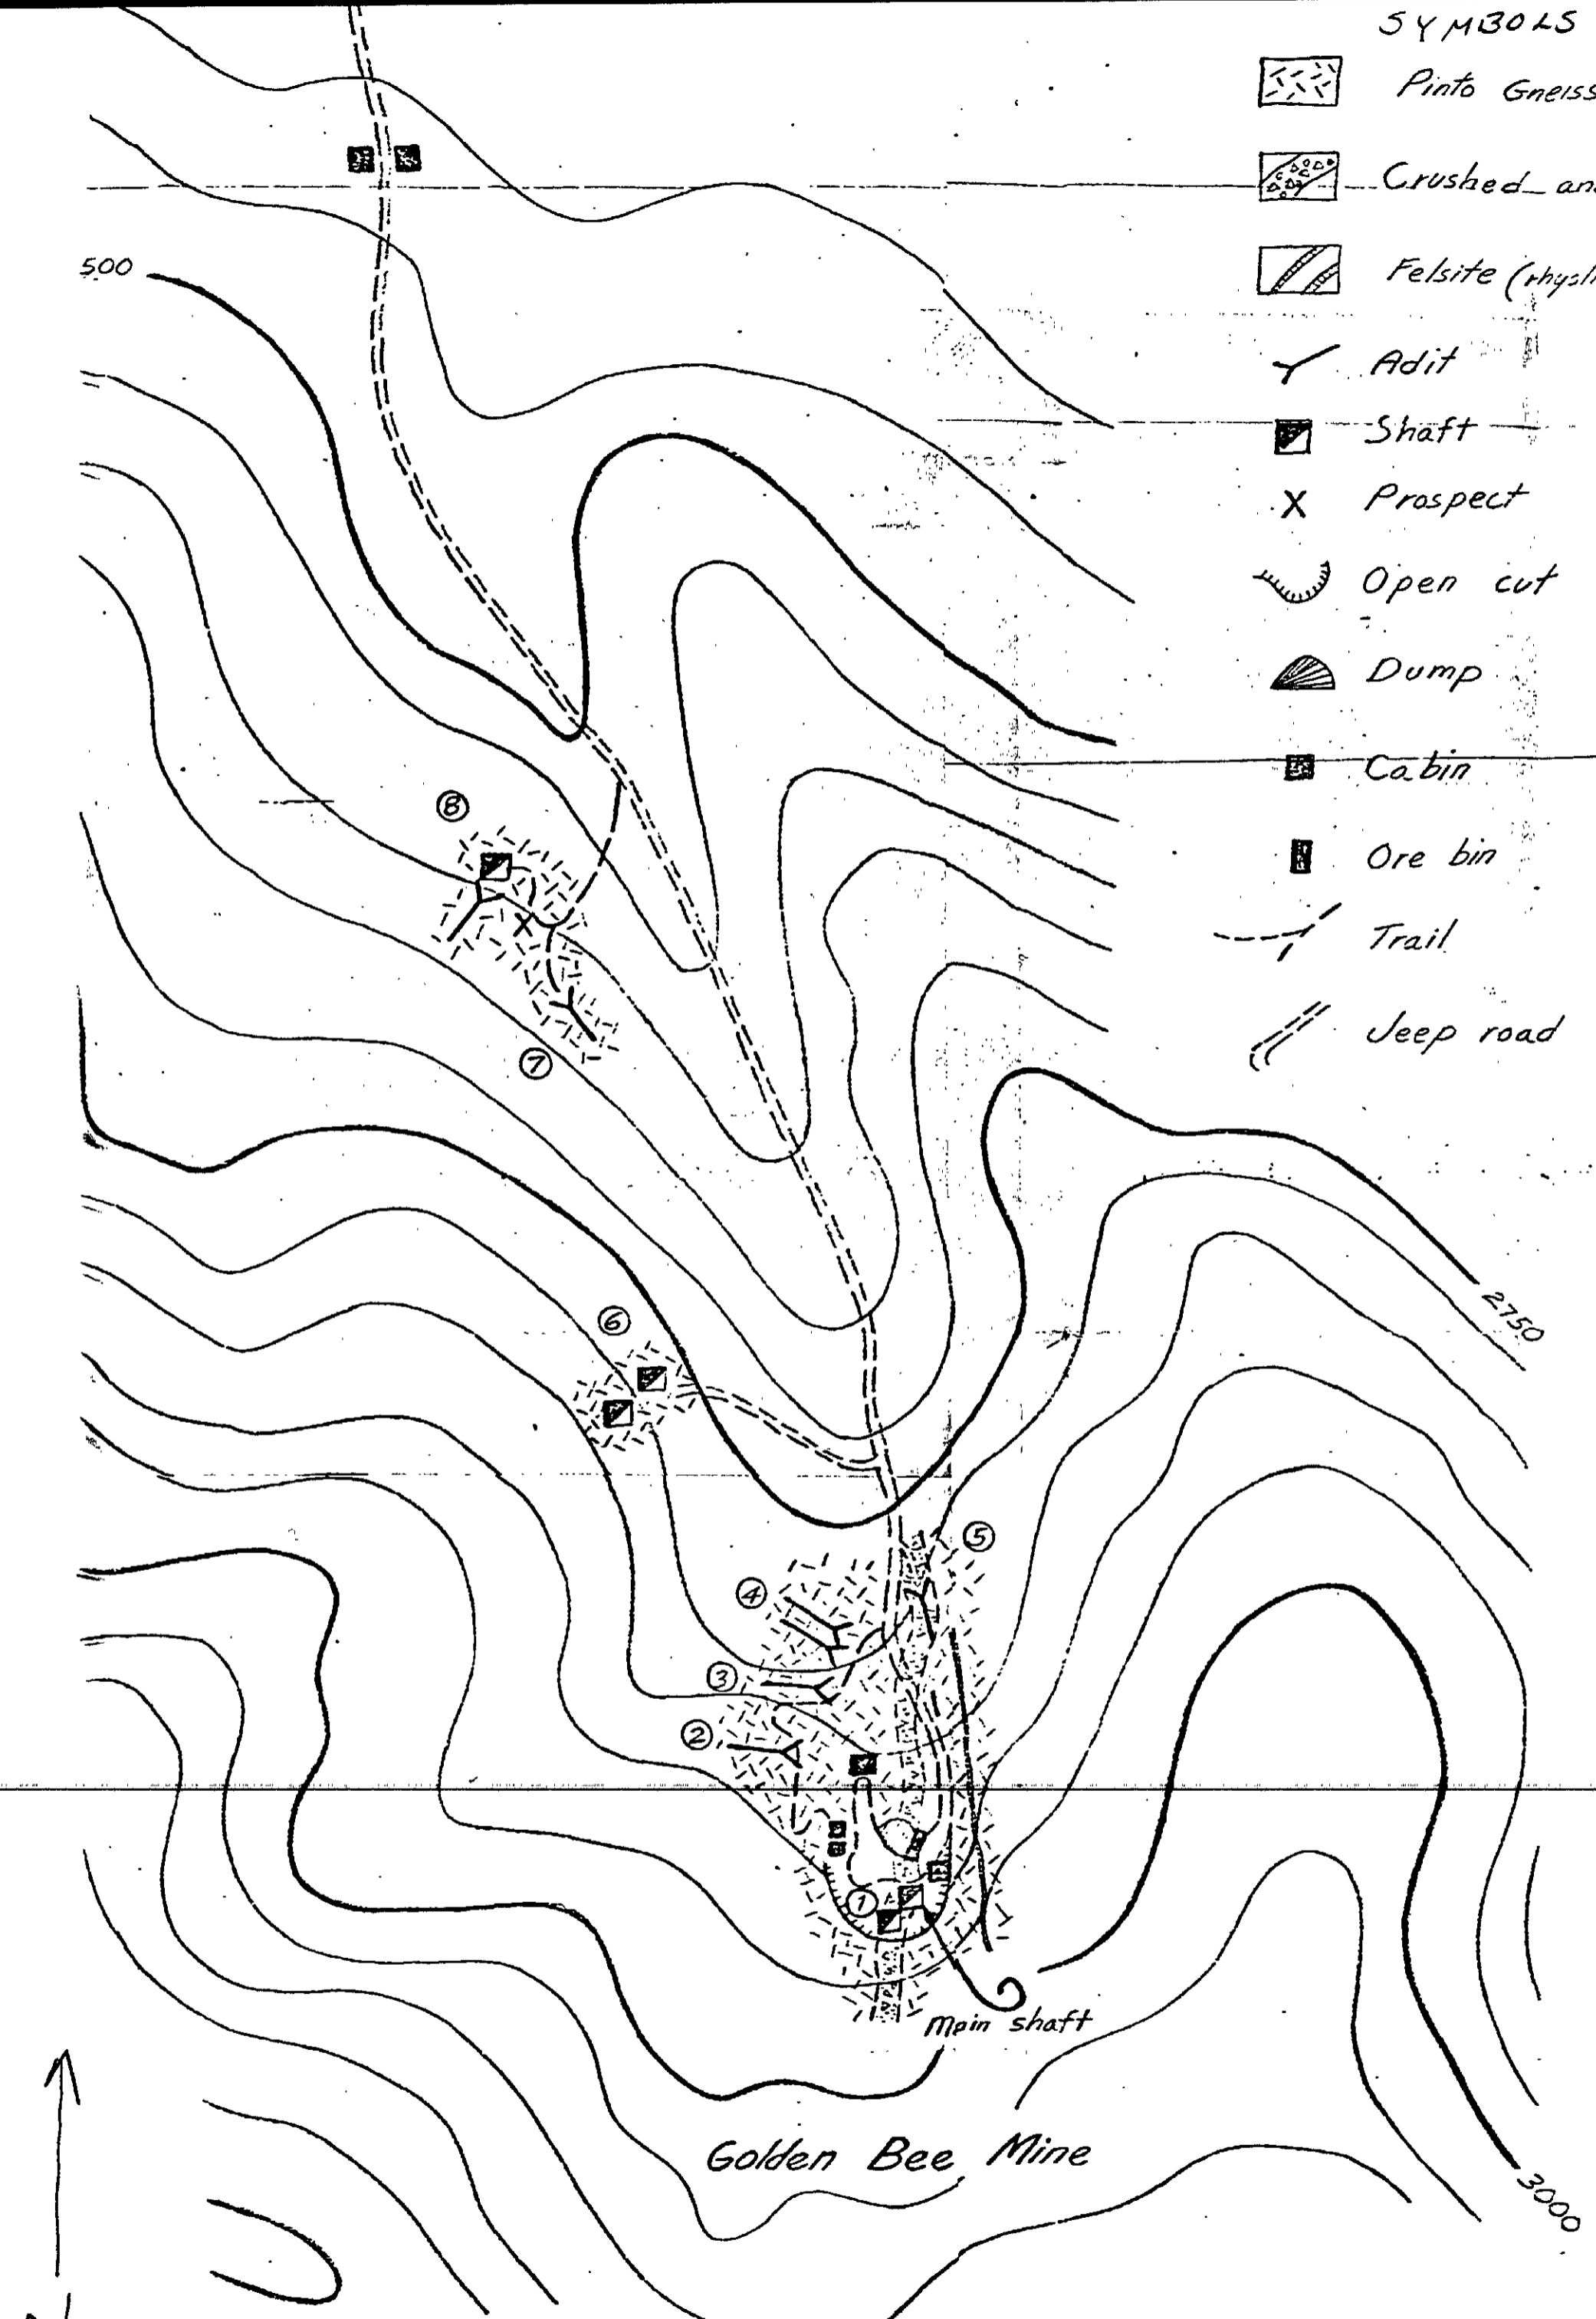 SYMBOLS
Pinto Gneiss
Crushed an
Felsite
Adit
Shaft
Prospect
Open cut
Dump
Cabin
Ore bin
Trail
Jeep road
500
8
7
2750
6
5
4
3
2
1
Main shaft
Golden Bee Mine
3000